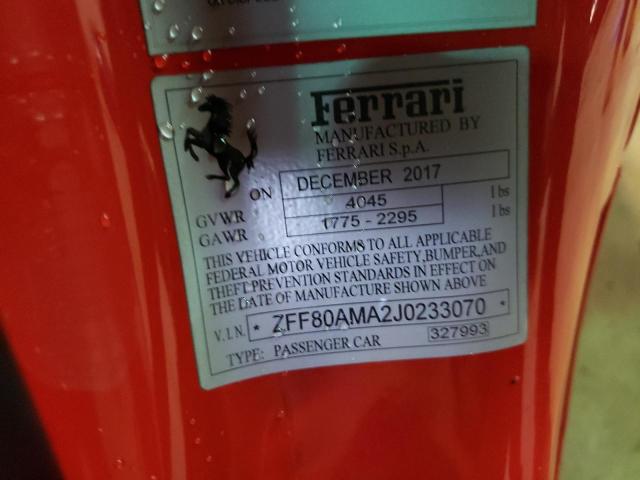 Ferrari
MANUFACTURED BY
FERRARI S.p.A.
ON DECEMBER 2017
GVWR 4045 lbs
GAWR 1775 - 2295 lbs
THIS VEHICLE CONFORMS TO ALL APPLICABLE
FEDERAL MOTOR VEHICLE SAFETY, BUMPER, AND
THEFT PREVENTION STANDARDS IN EFFECT ON
THE DATE OF MANUFACTURE SHOWN ABOVE
V.I.N. * ZFF80AMA2J0233070 *
TYPE: PASSENGER CAR 327993